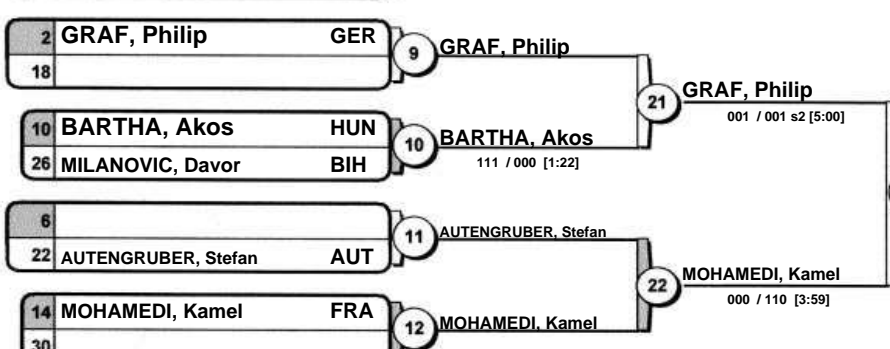 2 GRAF, Philip GER
18
9 GRAF, Philip
10 BARTHA, Akos HUN
26 MILANOVIC, Davor BIH
10 BARTHA, Akos
111 / 000 [1:22]
21 GRAF, Philip
001 / 001 s2 [5:00]
6
22 AUTENGRUBER, Stefan AUT
11 AUTENGRUBER, Stefan
14 MOHAMEDI, Kamel FRA
30
12 MOHAMEDI, Kamel
22 MOHAMEDI, Kamel
000 / 110 [3:59]